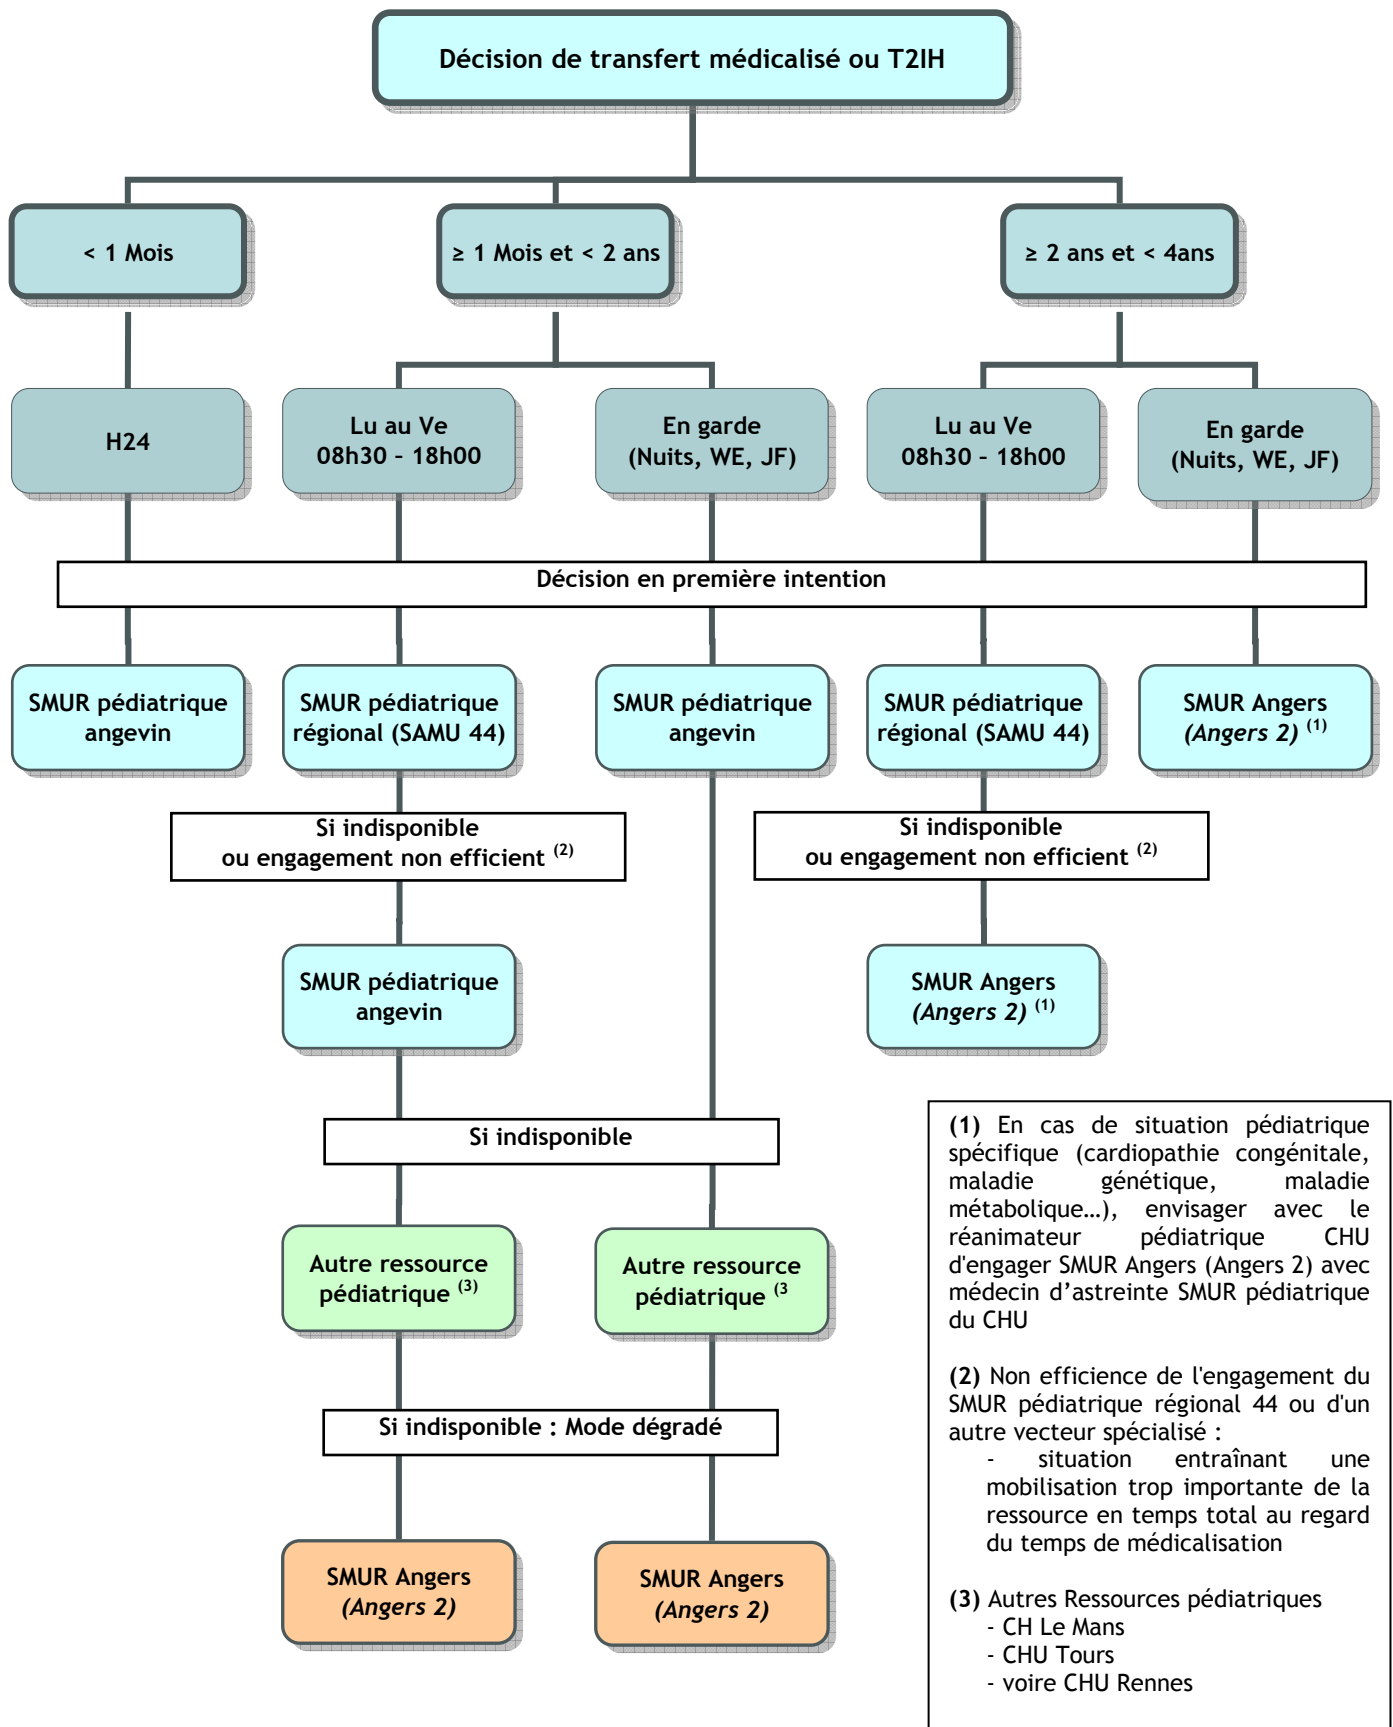 Décision de transfert médicalisé ou T2IH
< 1 Mois
≥ 1 Mois et < 2 ans
≥ 2 ans et < 4ans
H24
Lu au Ve
08h30 – 18h00
En garde
(Nuits, WE, JF)
Lu au Ve
08h30 – 18h00
En garde
(Nuits, WE, JF)
Décision en première intention
SMUR pédiatrique
angevin
SMUR pédiatrique
régional (SAMU 44)
SMUR pédiatrique
angevin
SMUR pédiatrique
régional (SAMU 44)
SMUR Angers
(Angers 2) (1)
Si indisponible
ou engagement non efficient (2)
Si indisponible
ou engagement non efficient (2)
SMUR pédiatrique
angevin
SMUR Angers
(Angers 2) (1)
Si indisponible
Autre ressource
pédiatrique (3)
Autre ressource
pédiatrique (3
Si indisponible : Mode dégradé
SMUR Angers
(Angers 2)
SMUR Angers
(Angers 2)
(1) En cas de situation pédiatrique
spécifique (cardiopathie congénitale,
maladie génétique, maladie
métabolique…), envisager avec le
réanimateur pédiatrique CHU
d'engager SMUR Angers (Angers 2) avec
médecin d’astreinte SMUR pédiatrique
du CHU
(2) Non efficience de l'engagement du
SMUR pédiatrique régional 44 ou d'un
autre vecteur spécialisé :
- situation entraînant une
mobilisation trop importante de la
ressource en temps total au regard
du temps de médicalisation
(3) Autres Ressources pédiatriques
- CH Le Mans
- CHU Tours
- voire CHU Rennes